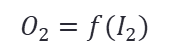 O₂ = f(I₂)